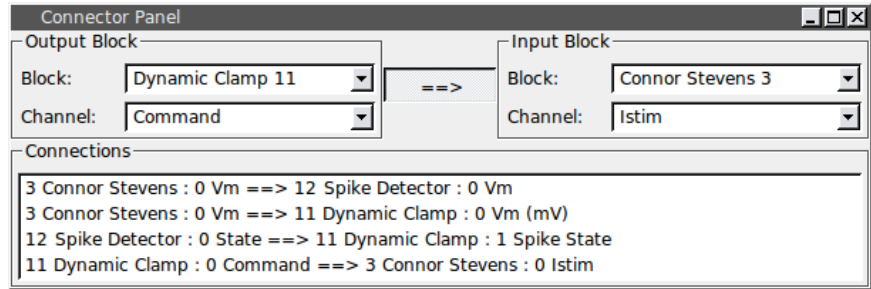 Connector Panel
Output Block
Block: Dynamic Clamp 11
Channel: Command
==>
Input Block
Block: Connor Stevens 3
Channel: Istim
Connections
3 Connor Stevens : 0 Vm ==> 12 Spike Detector : 0 Vm
3 Connor Stevens : 0 Vm ==> 11 Dynamic Clamp : 0 Vm (mV)
12 Spike Detector : 0 State ==> 11 Dynamic Clamp : 1 Spike State
11 Dynamic Clamp : 0 Command ==> 3 Connor Stevens : 0 Istim